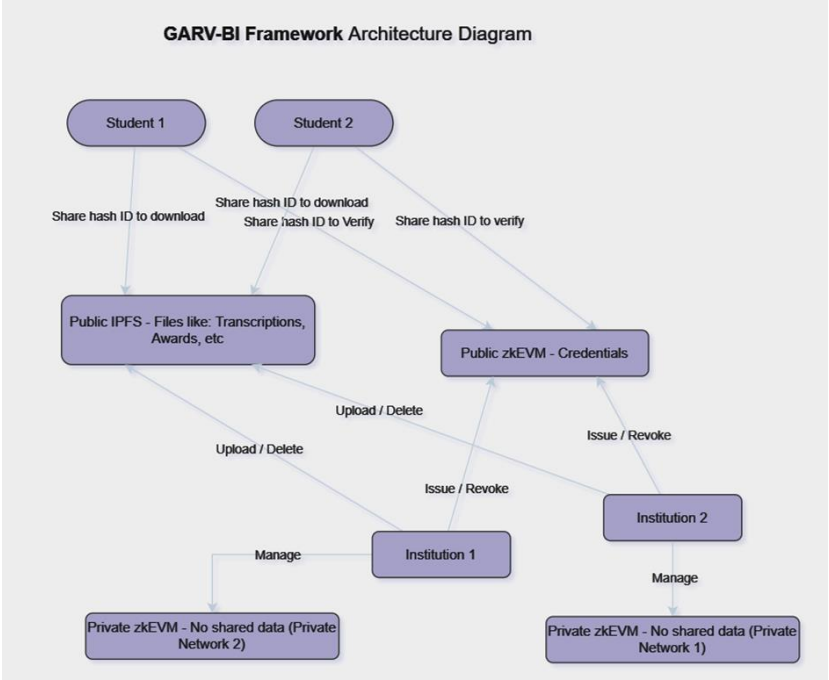 GARV-BI Framework Architecture Diagram
Student 1
Student 2
Share hash ID to download
Share hash ID to download
Share hash ID to Verify
Share hash ID to verify
Public IPFS - Files like: Transcriptions,
Awards, etc
Public zkEVM - Credentials
Upload / Delete
Issue / Revoke
Upload / Delete
Issue / Revoke
Institution 2
Institution 1
Manage
Manage
Private zkEVM - No shared data (Private
Network 2)
Private zkEVM - No shared data (Private
Network 1)